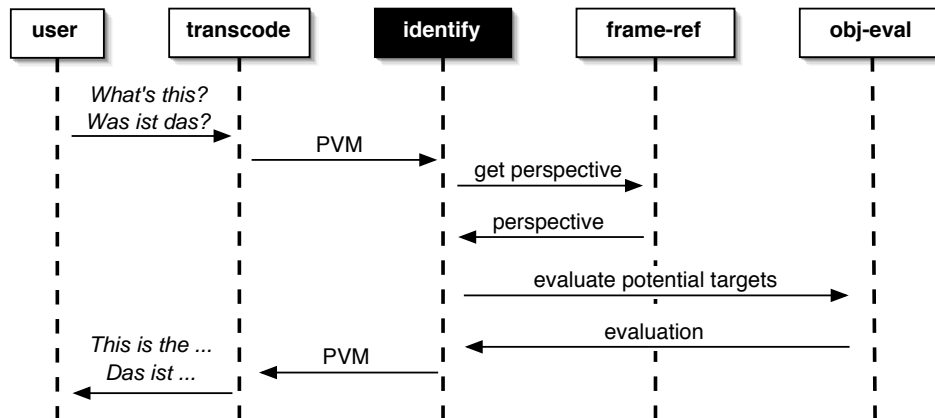 user transcode identify frame-ref obj-eval
What's this?
Was ist das?
PVM
get perspective
perspective
evaluate potential targets
evaluation
This is the ...
PVM
Das ist ...